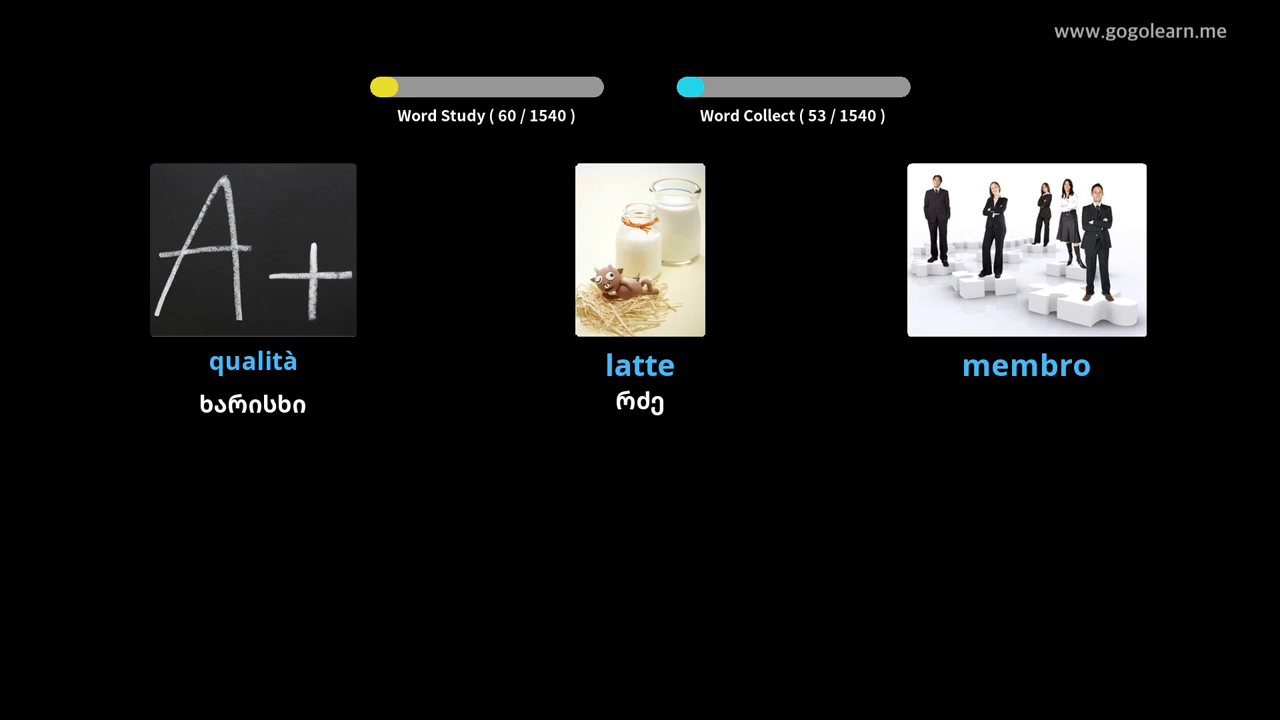 www.gogolearn.me
Word Study ( 60 / 1540 )
Word Collect ( 53 / 1540 )
A+
qualità
latte
membro
ხარისხი
რძე